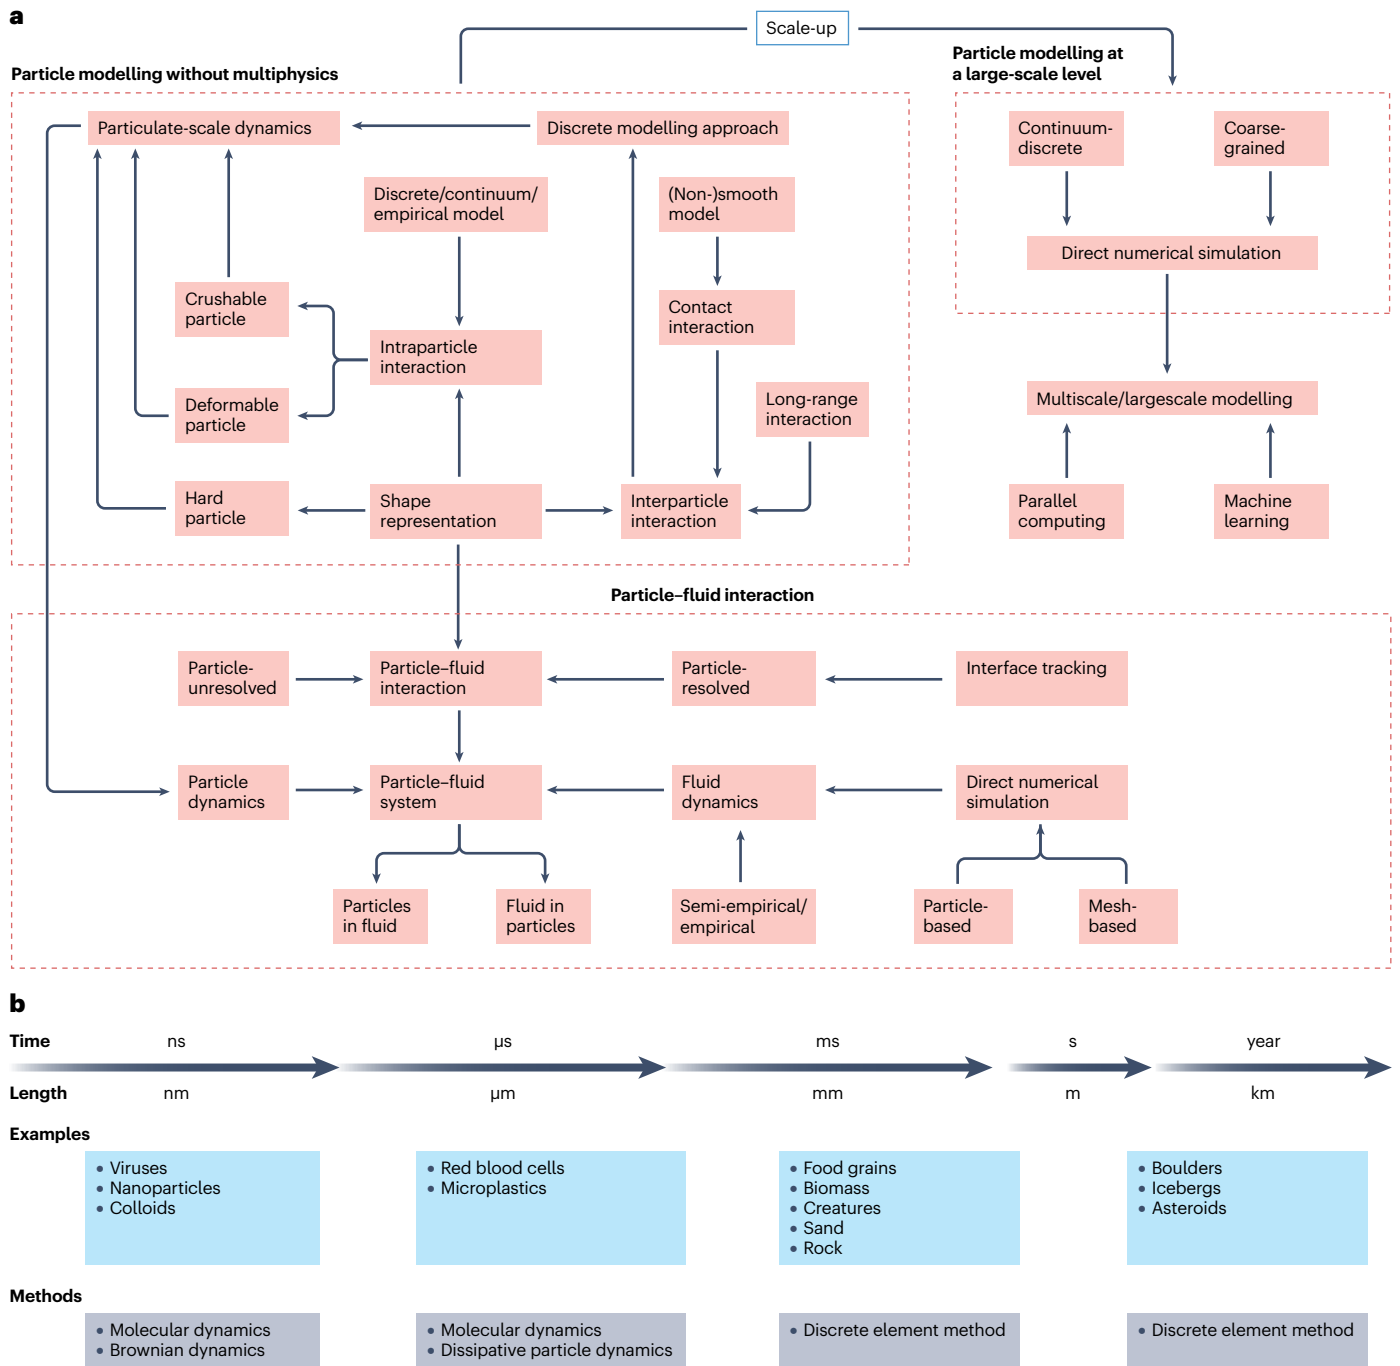 a
Scale-up
Particle modelling without multiphysics
Particle modelling at
a large-scale level
Particulate-scale dynamics
Discrete modelling approach
Continuum-
discrete
Coarse-
grained
Discrete/continuum/
empirical model
(Non-)smooth
model
Direct numerical simulation
Crushable
particle
Contact
interaction
Intraparticle
interaction
Deformable
particle
Long-range
interaction
Multiscale/largescale modelling
Hard
particle
Shape
representation
Interparticle
interaction
Parallel
computing
Machine
learning
Particle–fluid interaction
Particle-
unresolved
Particle–fluid
interaction
Particle-
resolved
Interface tracking
Particle
dynamics
Particle–fluid
system
Fluid
dynamics
Direct numerical
simulation
Particles
in fluid
Fluid in
particles
Semi-empirical/
empirical
Particle-
based
Mesh-
based
b
Time ns µs ms s year
Length nm µm mm m km
Examples
• Viruses
• Nanoparticles
• Colloids
• Red blood cells
• Microplastics
• Food grains
• Biomass
• Creatures
• Sand
• Rock
• Boulders
• Icebergs
• Asteroids
Methods
• Molecular dynamics
• Brownian dynamics
• Molecular dynamics
• Dissipative particle dynamics
• Discrete element method
• Discrete element method